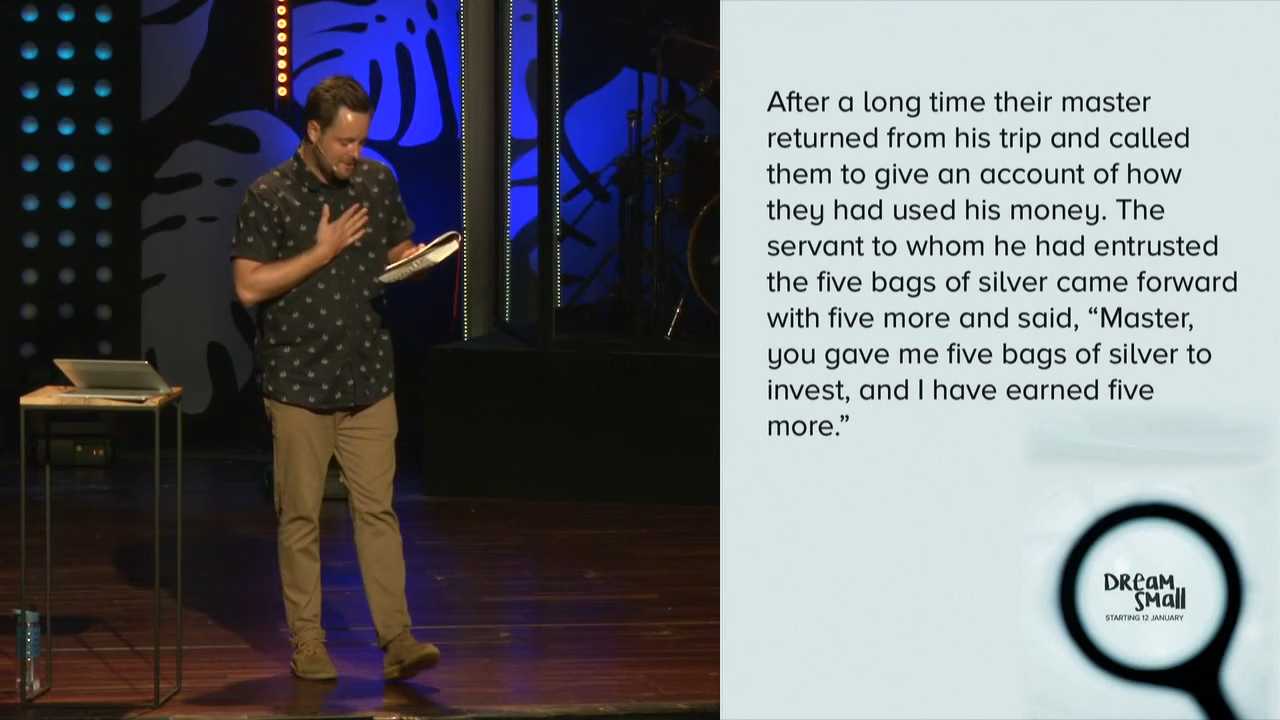 After a long time their master
returned from his trip and called
them to give an account of how
they had used his money. The
servant to whom he had entrusted
the five bags of silver came forward
with five more and said, “Master,
you gave me five bags of silver to
invest, and I have earned five
more.”
DREAM
SMALL
STARTING 12 JANUARY